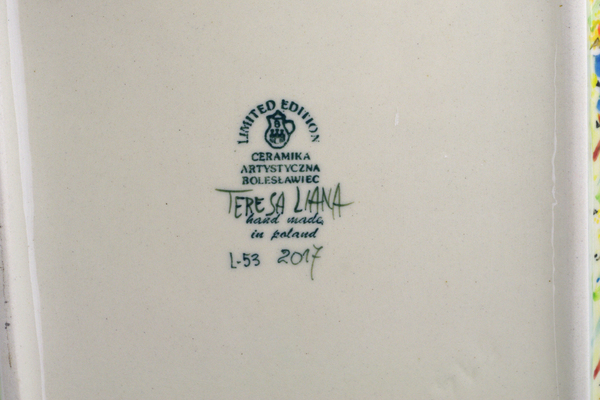 LIMITED EDITION
B
CERAMIKA
ARTYSTYCZNA
BOLESŁAWIEC
TERESA LIANA
hand made
in poland
L-53 2017